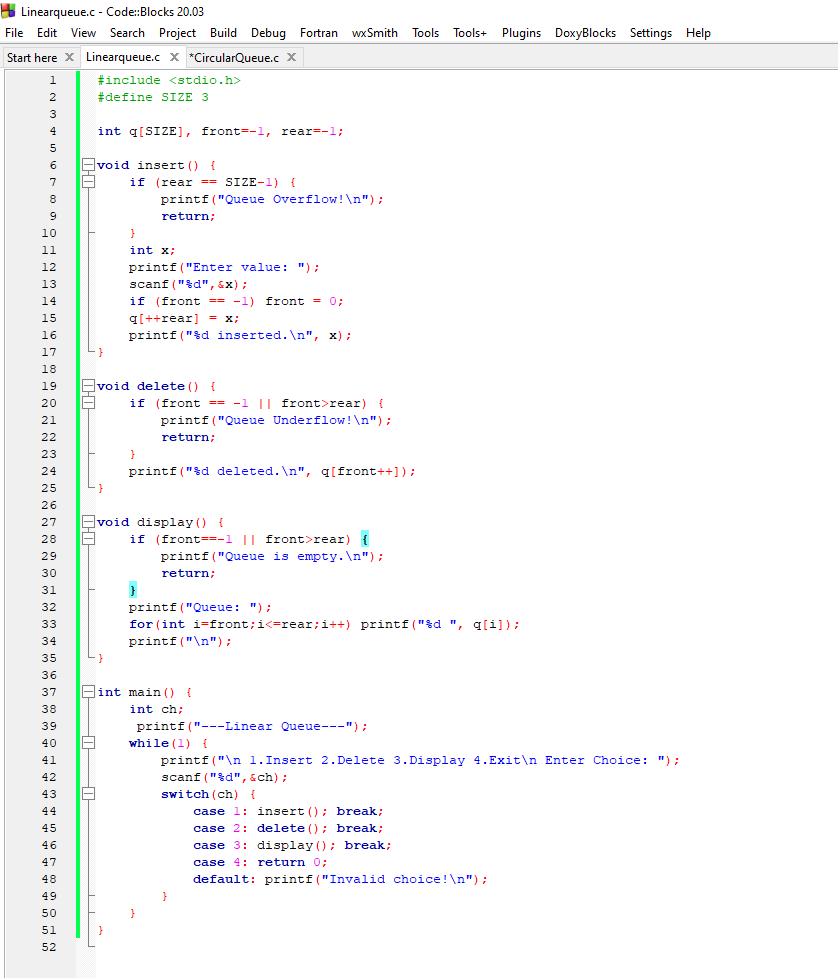 Linearqueue.c - Code::Blocks 20.03
File Edit View Search Project Build Debug Fortran wxSmith Tools Tools+ Plugins DoxyBlocks Settings Help
Start here Linearqueue.c *CircularQueue.c
1 #include <stdio.h>
2 #define SIZE 3
3
4 int q[SIZE], front=-1, rear=-1;
5
6 void insert() {
7     if (rear == SIZE-1) {
8         printf("Queue Overflow!\n");
9         return;
10     }
11     int x;
12     printf("Enter value: ");
13     scanf("%d",&x);
14     if (front == -1) front = 0;
15     q[++rear] = x;
16     printf("%d inserted.\n", x);
17 }
18
19 void delete() {
20     if (front == -1 || front>rear) {
21         printf("Queue Underflow!\n");
22         return;
23     }
24     printf("%d deleted.\n", q[front++]);
25 }
26
27 void display() {
28     if (front==-1 || front>rear) {
29         printf("Queue is empty.\n");
30         return;
31     }
32     printf("Queue: ");
33     for(int i=front;i<=rear;i++) printf("%d ", q[i]);
34     printf("\n");
35 }
36
37 int main() {
38     int ch;
39      printf("---Linear Queue---");
40     while(1) {
41         printf("\n 1.Insert 2.Delete 3.Display 4.Exit\n Enter Choice: ");
42         scanf("%d",&ch);
43         switch(ch) {
44             case 1: insert(); break;
45             case 2: delete(); break;
46             case 3: display(); break;
47             case 4: return 0;
48             default: printf("Invalid choice!\n");
49         }
50     }
51 }
52